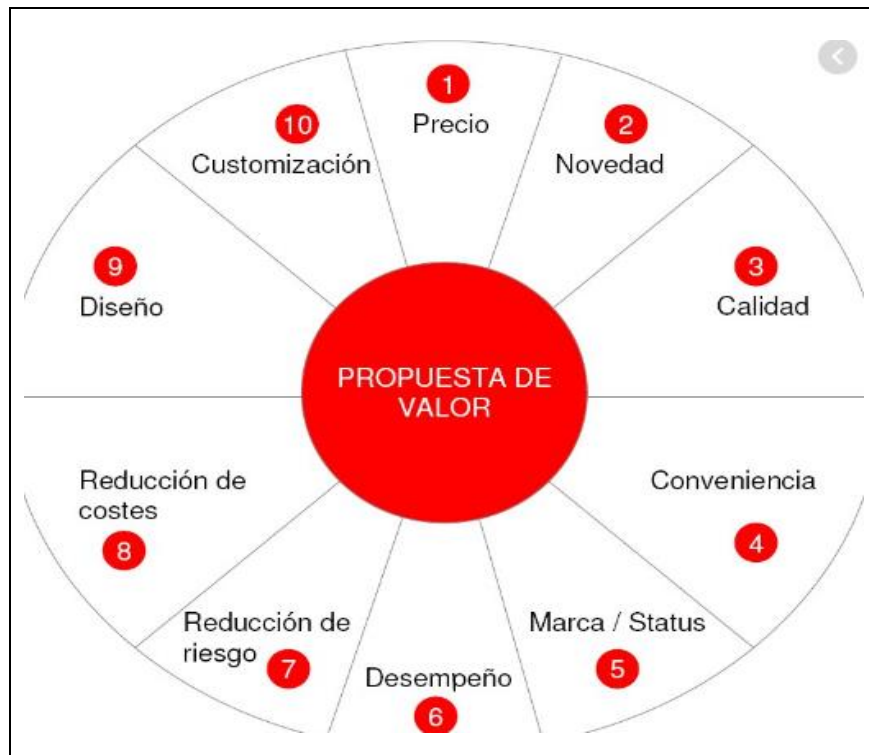 1
Precio
2
Novedad
3
Calidad
Conveniencia
4
Marca / Status
5
Desempeño
6
Reducción de
riesgo
7
Reducción de
costes
8
9
Diseño
10
Customización
PROPUESTA DE
VALOR